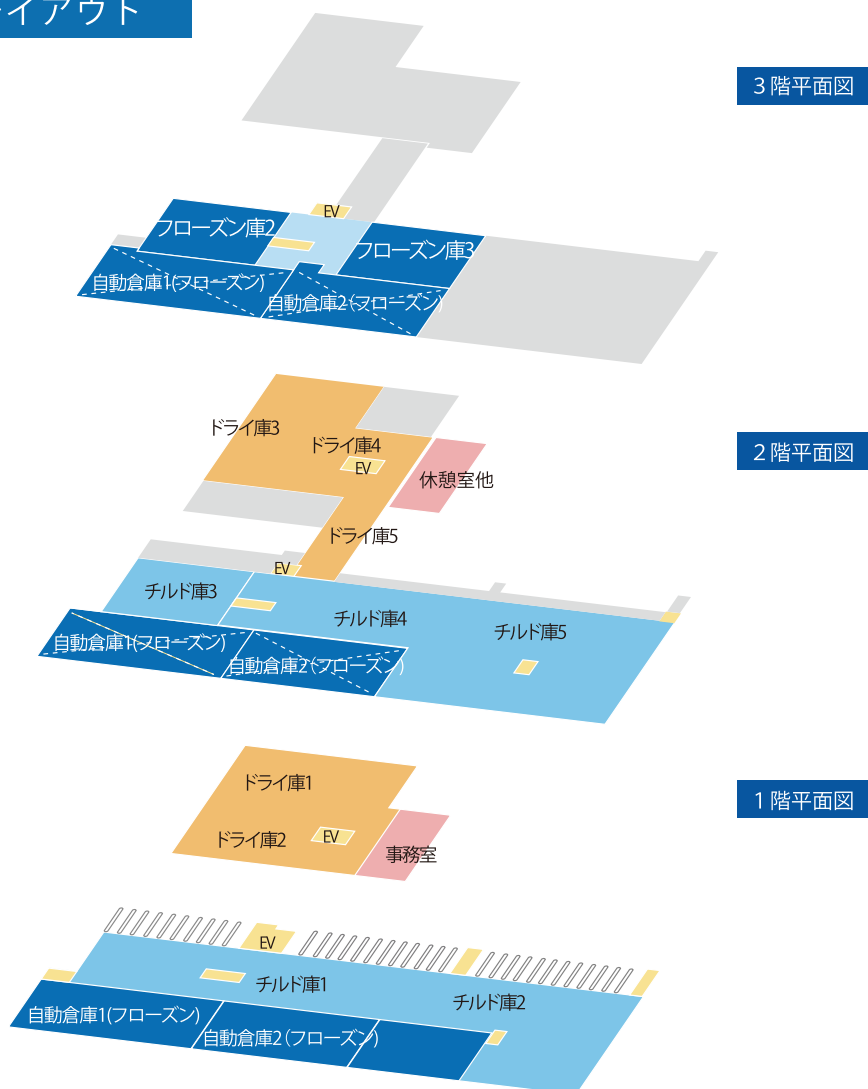 レイアウト
3階平面図
EV
フローズン庫2
フローズン庫3
自動倉庫1(フローズン)
自動倉庫2(フローズン)
2階平面図
ドライ庫3
ドライ庫4
EV
休憩室他
ドライ庫5
EV
チルド庫3
チルド庫4
チルド庫5
自動倉庫1(フローズン)
自動倉庫2(フローズン)
1階平面図
ドライ庫1
ドライ庫2
EV
事務室
EV
チルド庫1
チルド庫2
自動倉庫1(フローズン)
自動倉庫2(フローズン)